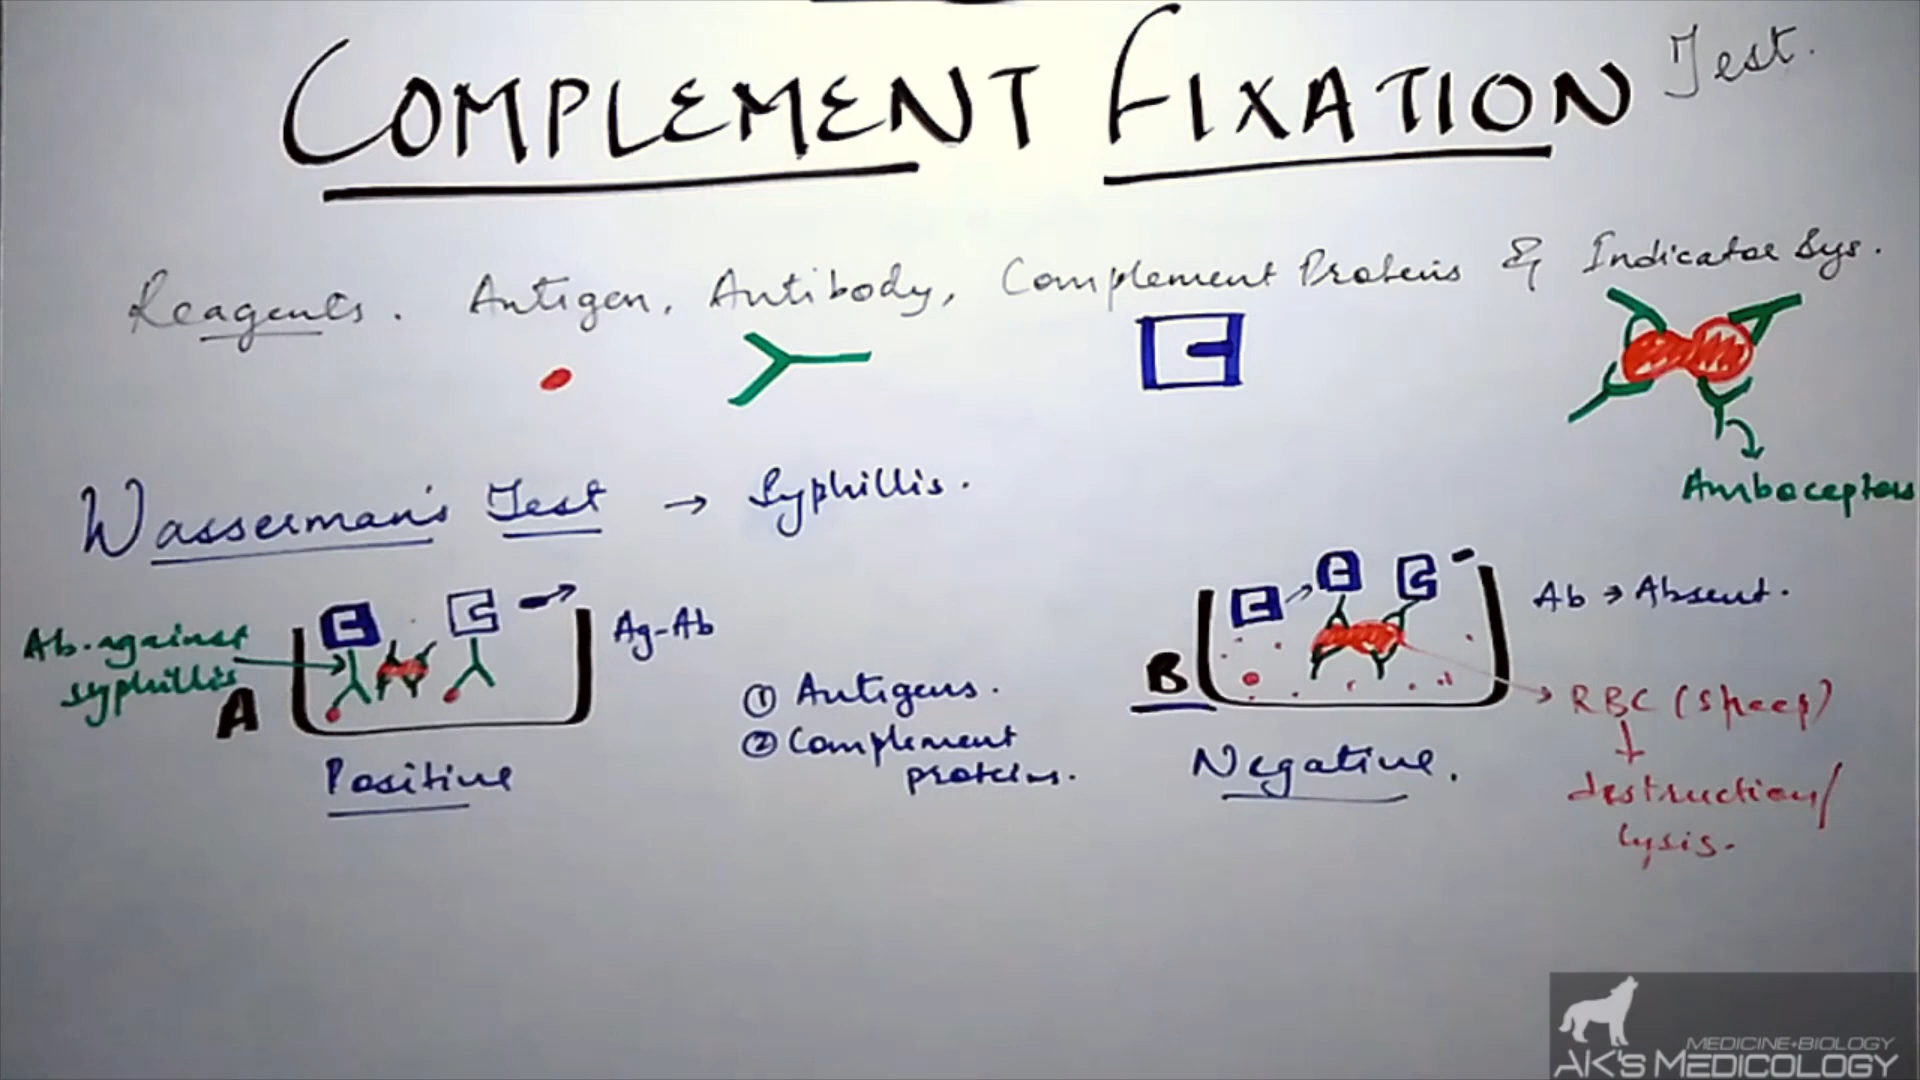 COMPLEMENT FIXATION Test.
Reagents. Antigen, Antibody, Complement Proteins & Indicator Sys.
C
Amboceptors
Wasserman's Test → Syphillis.
Ab. against
syphillis
A
C
C
Ag-Ab
Positive
① Antigens.
② Complement
proteins.
B
C
C
C
Ab → Absent.
RBC (sheep)
destruction/
lysis.
Negative.
MEDICINE+BIOLOGY
AK'S MEDICOLOGY